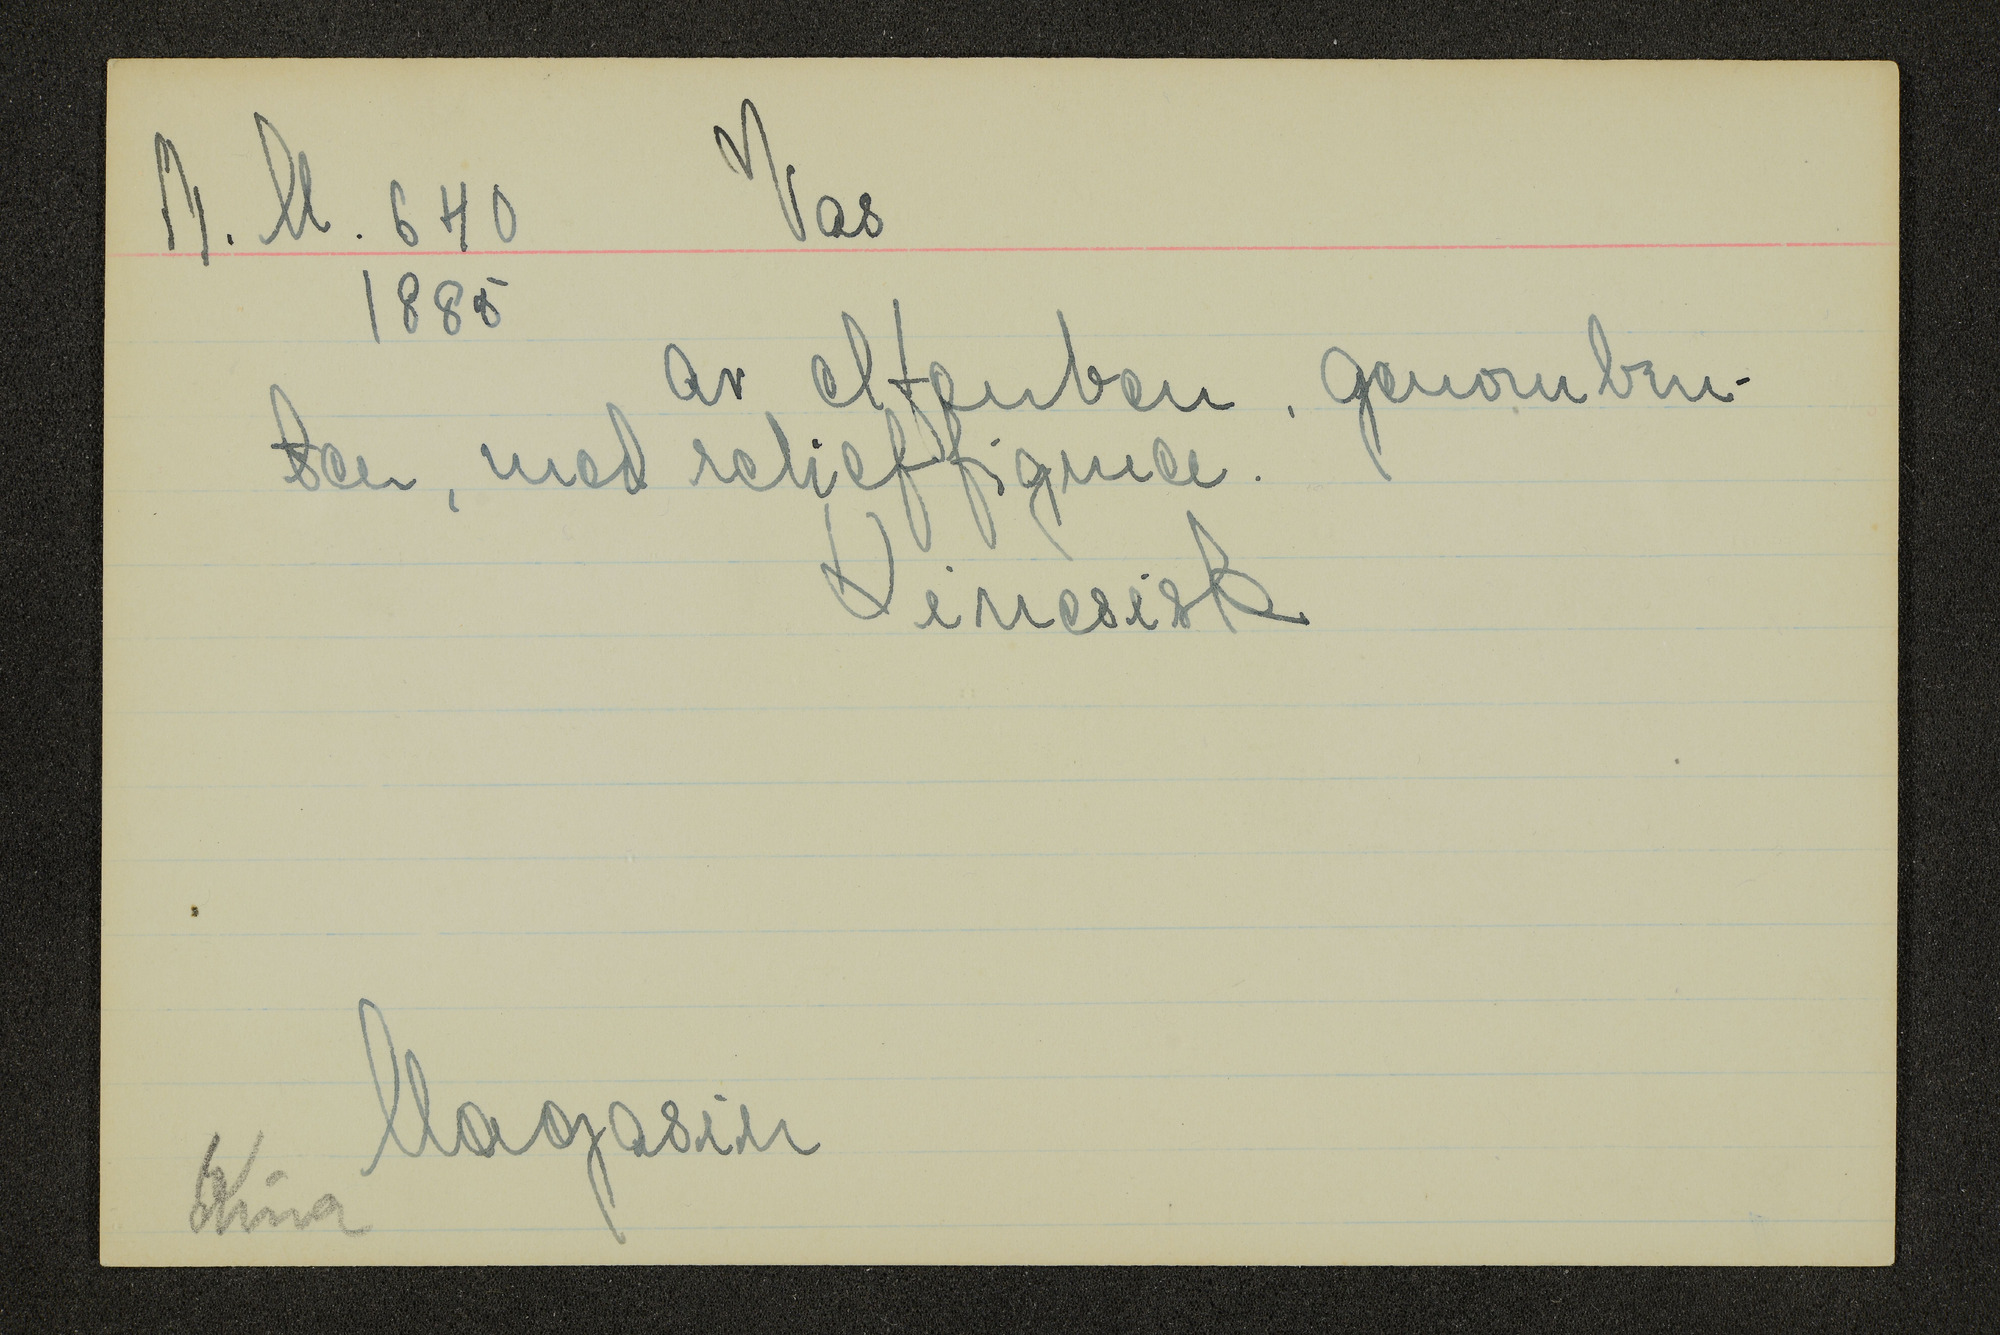 N. M. 640 Vas
1885
av elfenben, genombru-
ten, med relieffigurer.
Kinesisk
Magasin
Kina